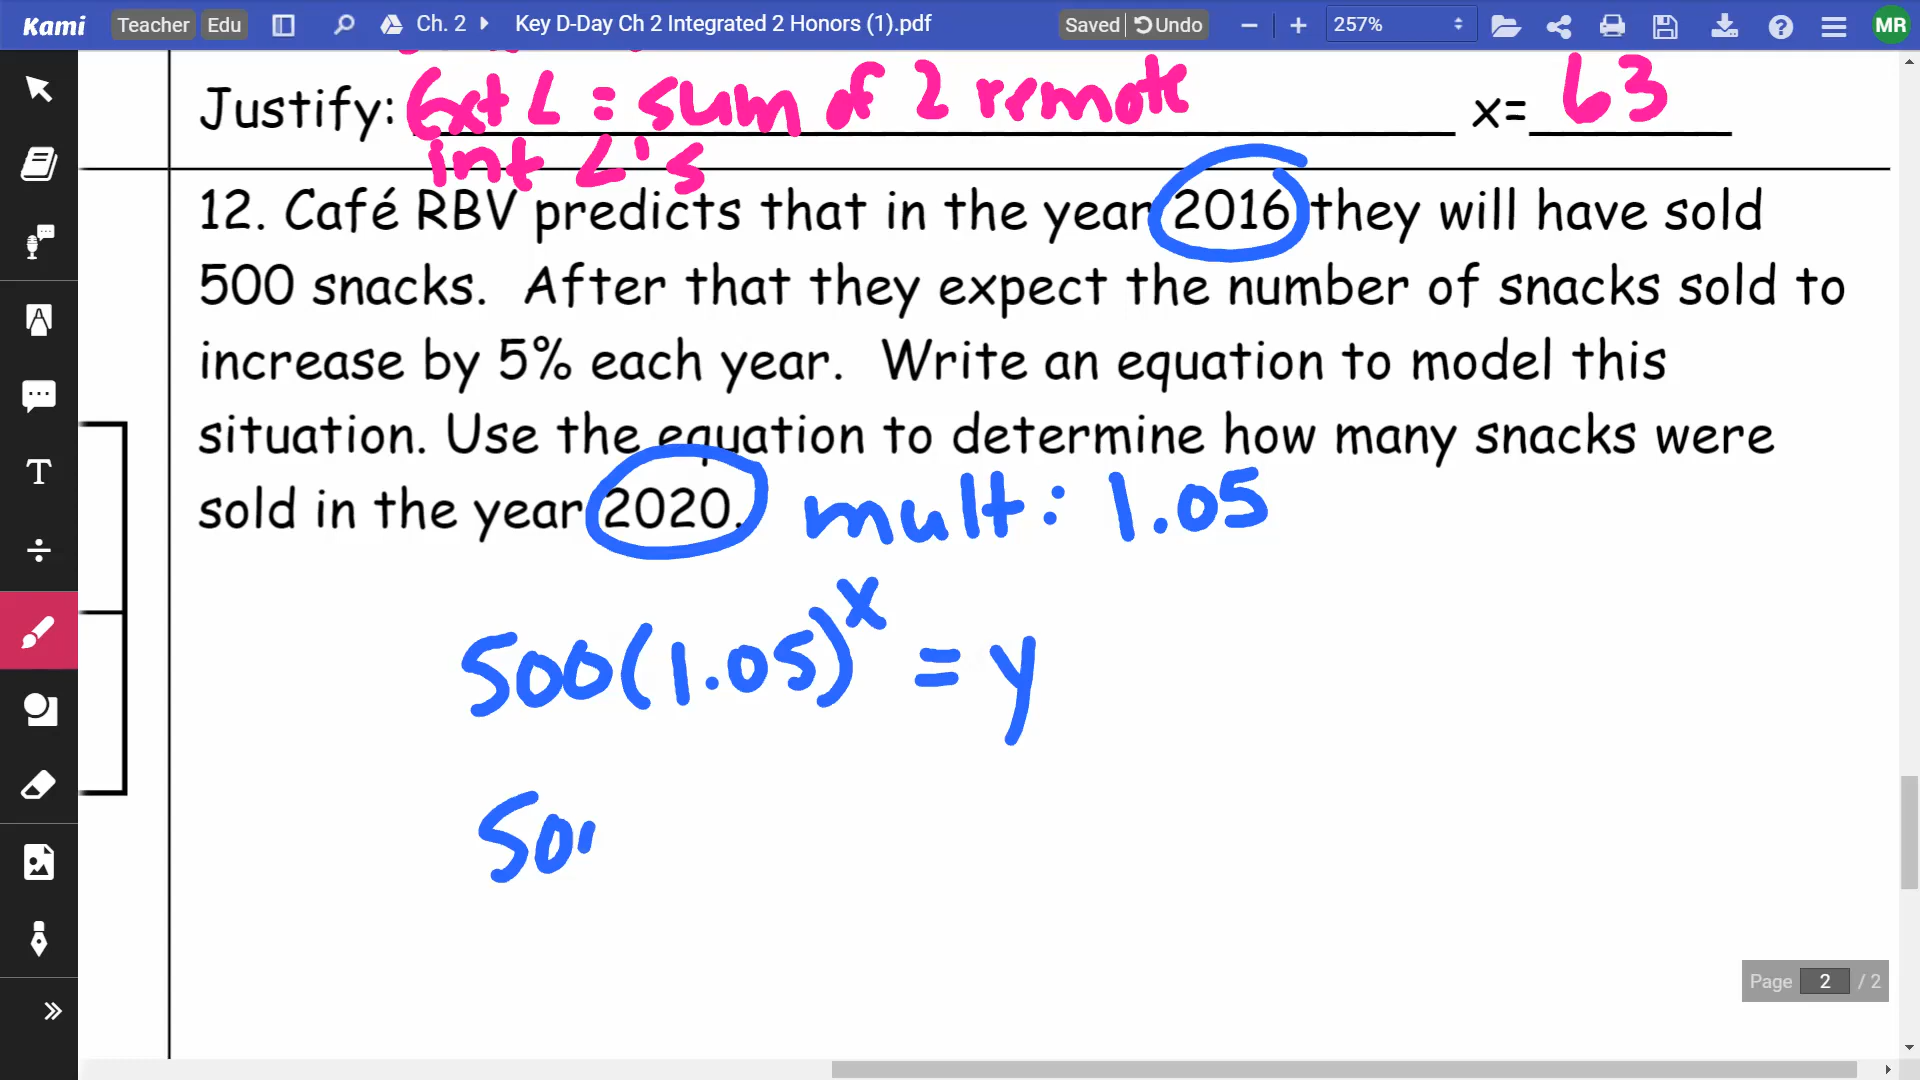 Kami Teacher Edu Ch. 2 Key D-Day Ch 2 Integrated 2 Honors (1).pdf Saved Undo 257% MR
Justify: Ext ∠ = sum of 2 remote x= 63
int ∠'s
12. Café RBV predicts that in the year 2016 they will have sold
500 snacks. After that they expect the number of snacks sold to
increase by 5% each year. Write an equation to model this
situation. Use the equation to determine how many snacks were
sold in the year 2020. mult: 1.05
500(1.05)^x = y
50
Page 2 / 2